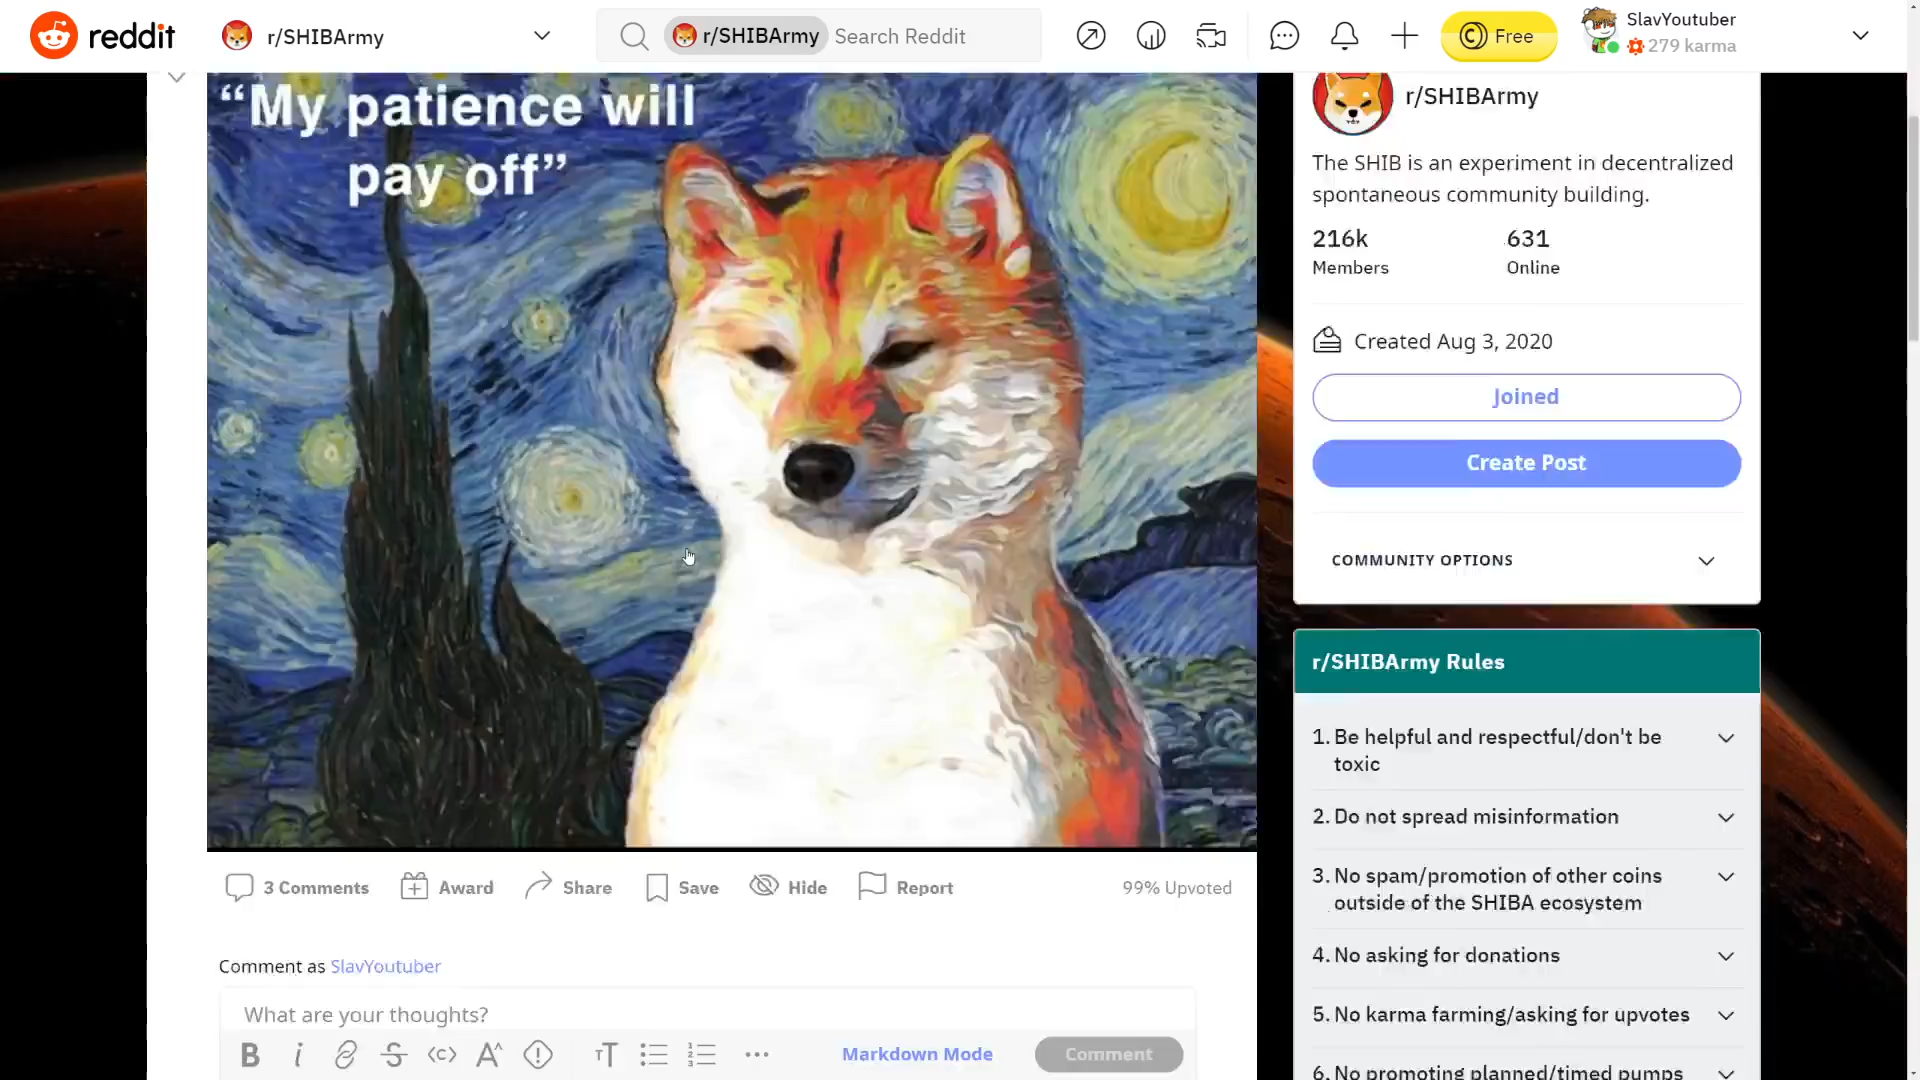 reddit
r/SHIBArmy
r/SHIBArmy Search Reddit
Free
SlavYoutuber
279 karma
“My patience will
pay off”
3 Comments
Award
Share
Save
Hide
Report
99% Upvoted
Comment as SlavYoutuber
What are your thoughts?
Markdown Mode
Comment
r/SHIBArmy
The SHIB is an experiment in decentralized
spontaneous community building.
216k
631
Members
Online
Created Aug 3, 2020
Joined
Create Post
COMMUNITY OPTIONS
r/SHIBArmy Rules
1. Be helpful and respectful/don't be
toxic
2. Do not spread misinformation
3. No spam/promotion of other coins
outside of the SHIBA ecosystem
4. No asking for donations
5. No karma farming/asking for upvotes
6. No promoting planned/timed pumps